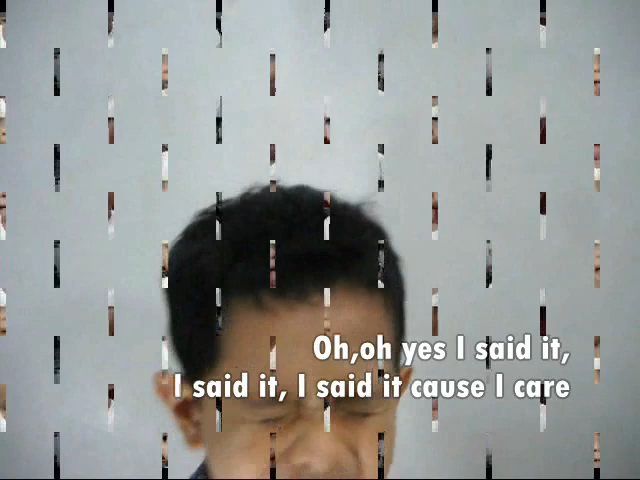 Oh,oh yes I said it,
I said it, I said it cause I care